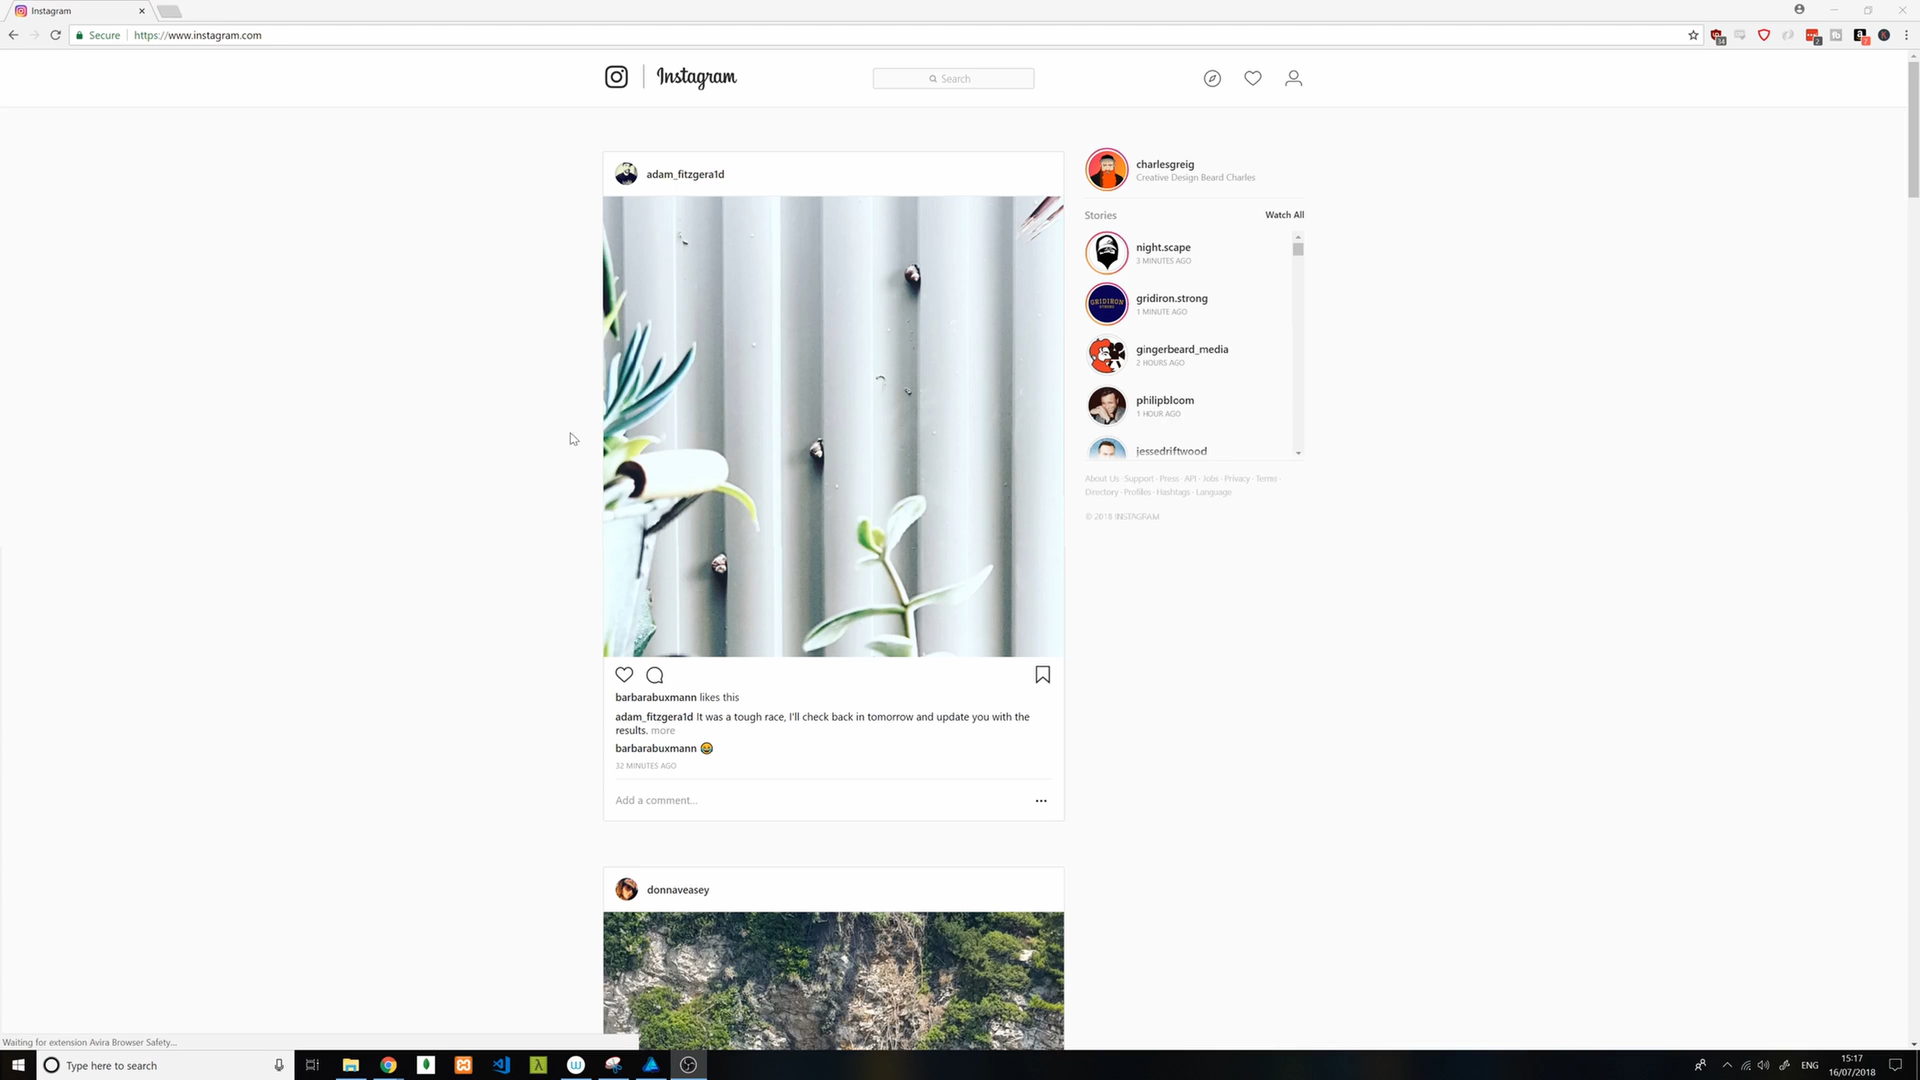 Instagram
Secure
https://www.instagram.com
Instagram
Search
adam_fitzgera1d
charlesgreig
Creative Design Beard Charles
Stories
Watch All
night.scape
3 MINUTES AGO
GRIDIRON
gridiron.strong
1 MINUTE AGO
gingerbeard_media
2 HOURS AGO
philipbloom
1 HOUR AGO
jessedriftwood
About Us · Support · Press · API · Jobs · Privacy · Terms ·
Directory · Profiles · Hashtags · Language
© 2018 INSTAGRAM
barbarabuxmann likes this
adam_fitzgera1d It was a tough race, I'll check back in tomorrow and update you with the
results. more
barbarabuxmann 😂
32 MINUTES AGO
Add a comment...
donnaveasey
Waiting for extension Avira Browser Safety...
Type here to search
ENG
15:17
16/07/2018